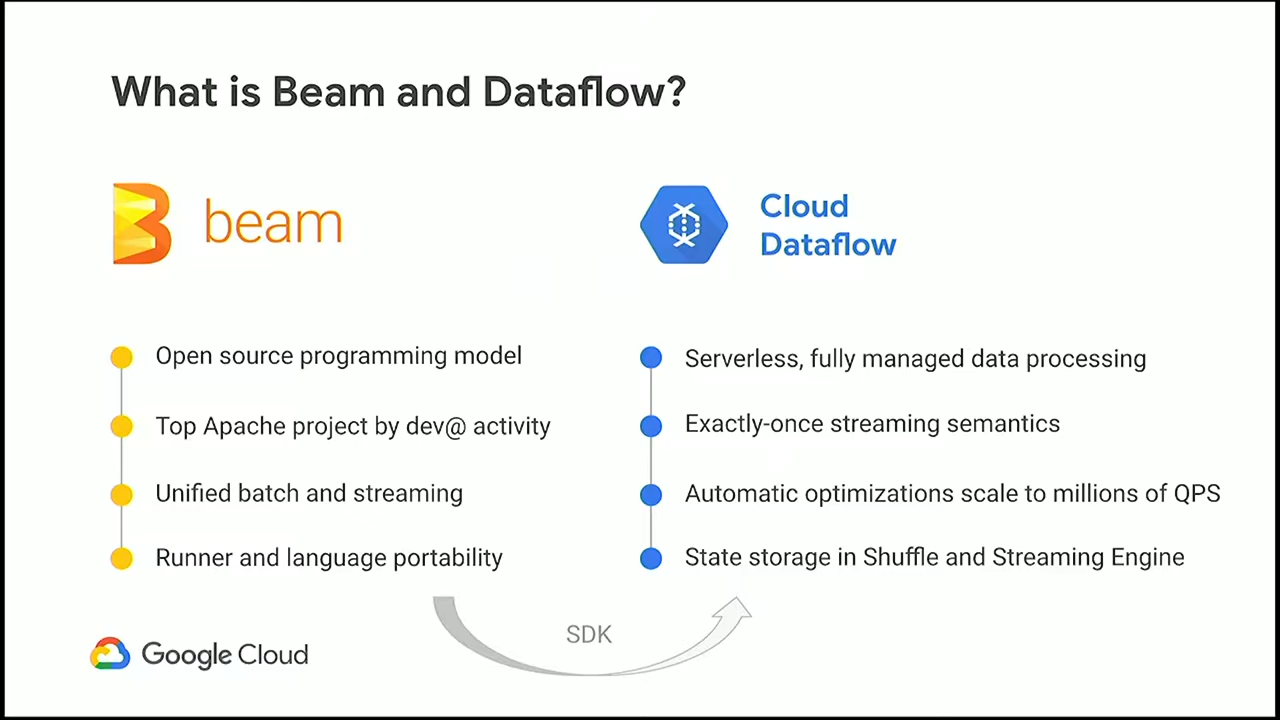 What is Beam and Dataflow?
beam
Open source programming model
Top Apache project by dev@ activity
Unified batch and streaming
Runner and language portability
Cloud
Dataflow
Serverless, fully managed data processing
Exactly-once streaming semantics
Automatic optimizations scale to millions of QPS
State storage in Shuffle and Streaming Engine
SDK
Google Cloud